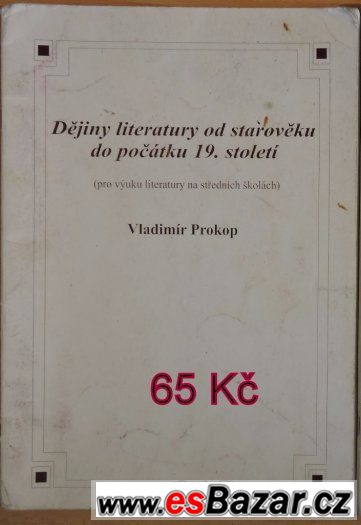 Dějiny literatury od starověku
do počátku 19. století
(pro výuku literatury na středních školách)
Vladimír Prokop
65 Kč
www.esBazar.cz